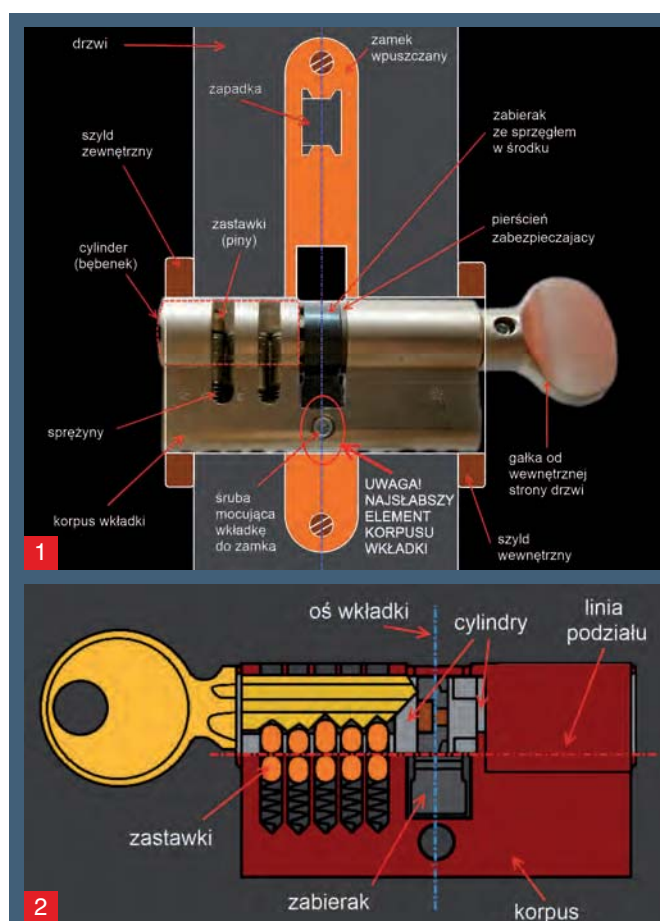 drzwi
zamek
wpuszczany
zapadka
szyld
zewnętrzny
zabierak
ze sprzęgłem
w środku
zastawki
(piny)
pierścień
zabezpieczajacy
cylinder
(bębenek)
sprężyny
korpus wkładki
śruba
mocująca
wkładkę
do zamka
UWAGA!
NAJSŁABSZY
ELEMENT
KORPUSU
WKŁADKI
gałka od
wewnętrznej
strony drzwi
szyld
wewnętrzny
1
oś wkładki
cylindry
linia
podziału
zastawki
zabierak
korpus
2